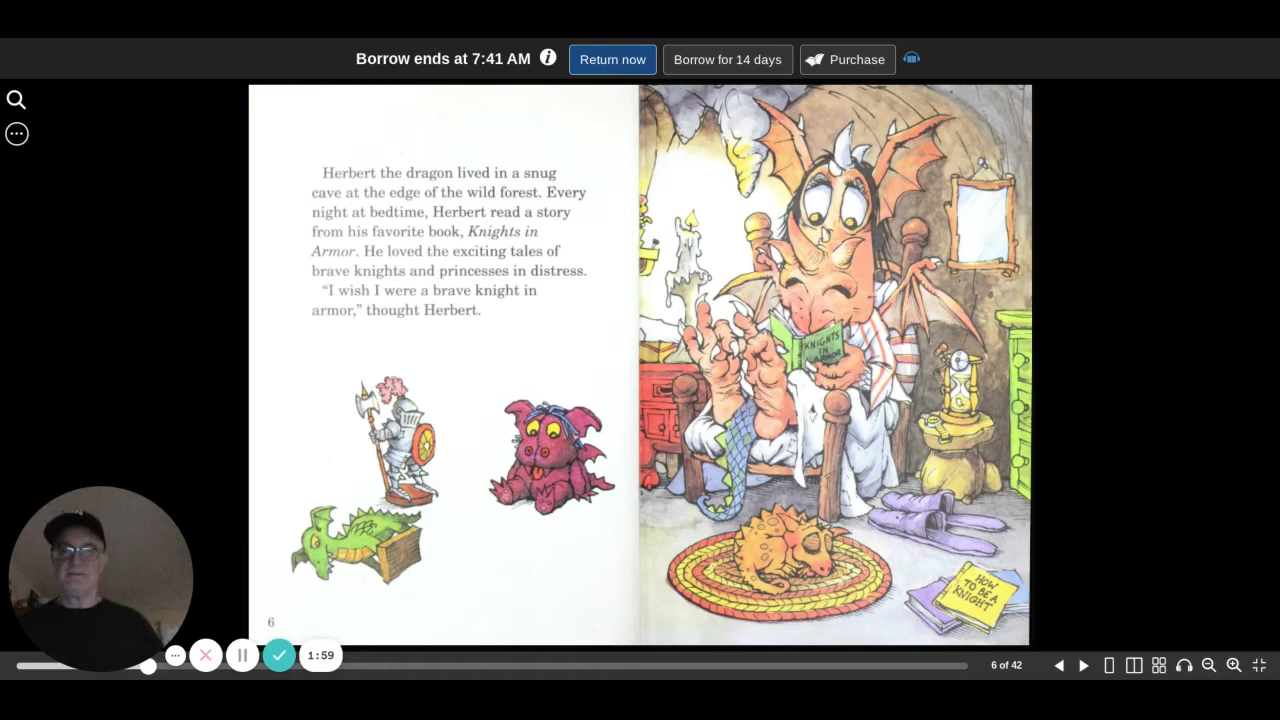 Borrow ends at 7:41 AM
Return now
Borrow for 14 days
Purchase
Herbert the dragon lived in a snug
cave at the edge of the wild forest. Every
night at bedtime, Herbert read a story
from his favorite book, Knights in
Armor. He loved the exciting tales of
brave knights and princesses in distress.
“I wish I were a brave knight in
armor,” thought Herbert.
KNIGHTS
IN
ARMOR
HOW
TO BE A
KNIGHT
6
1:59
6 of 42